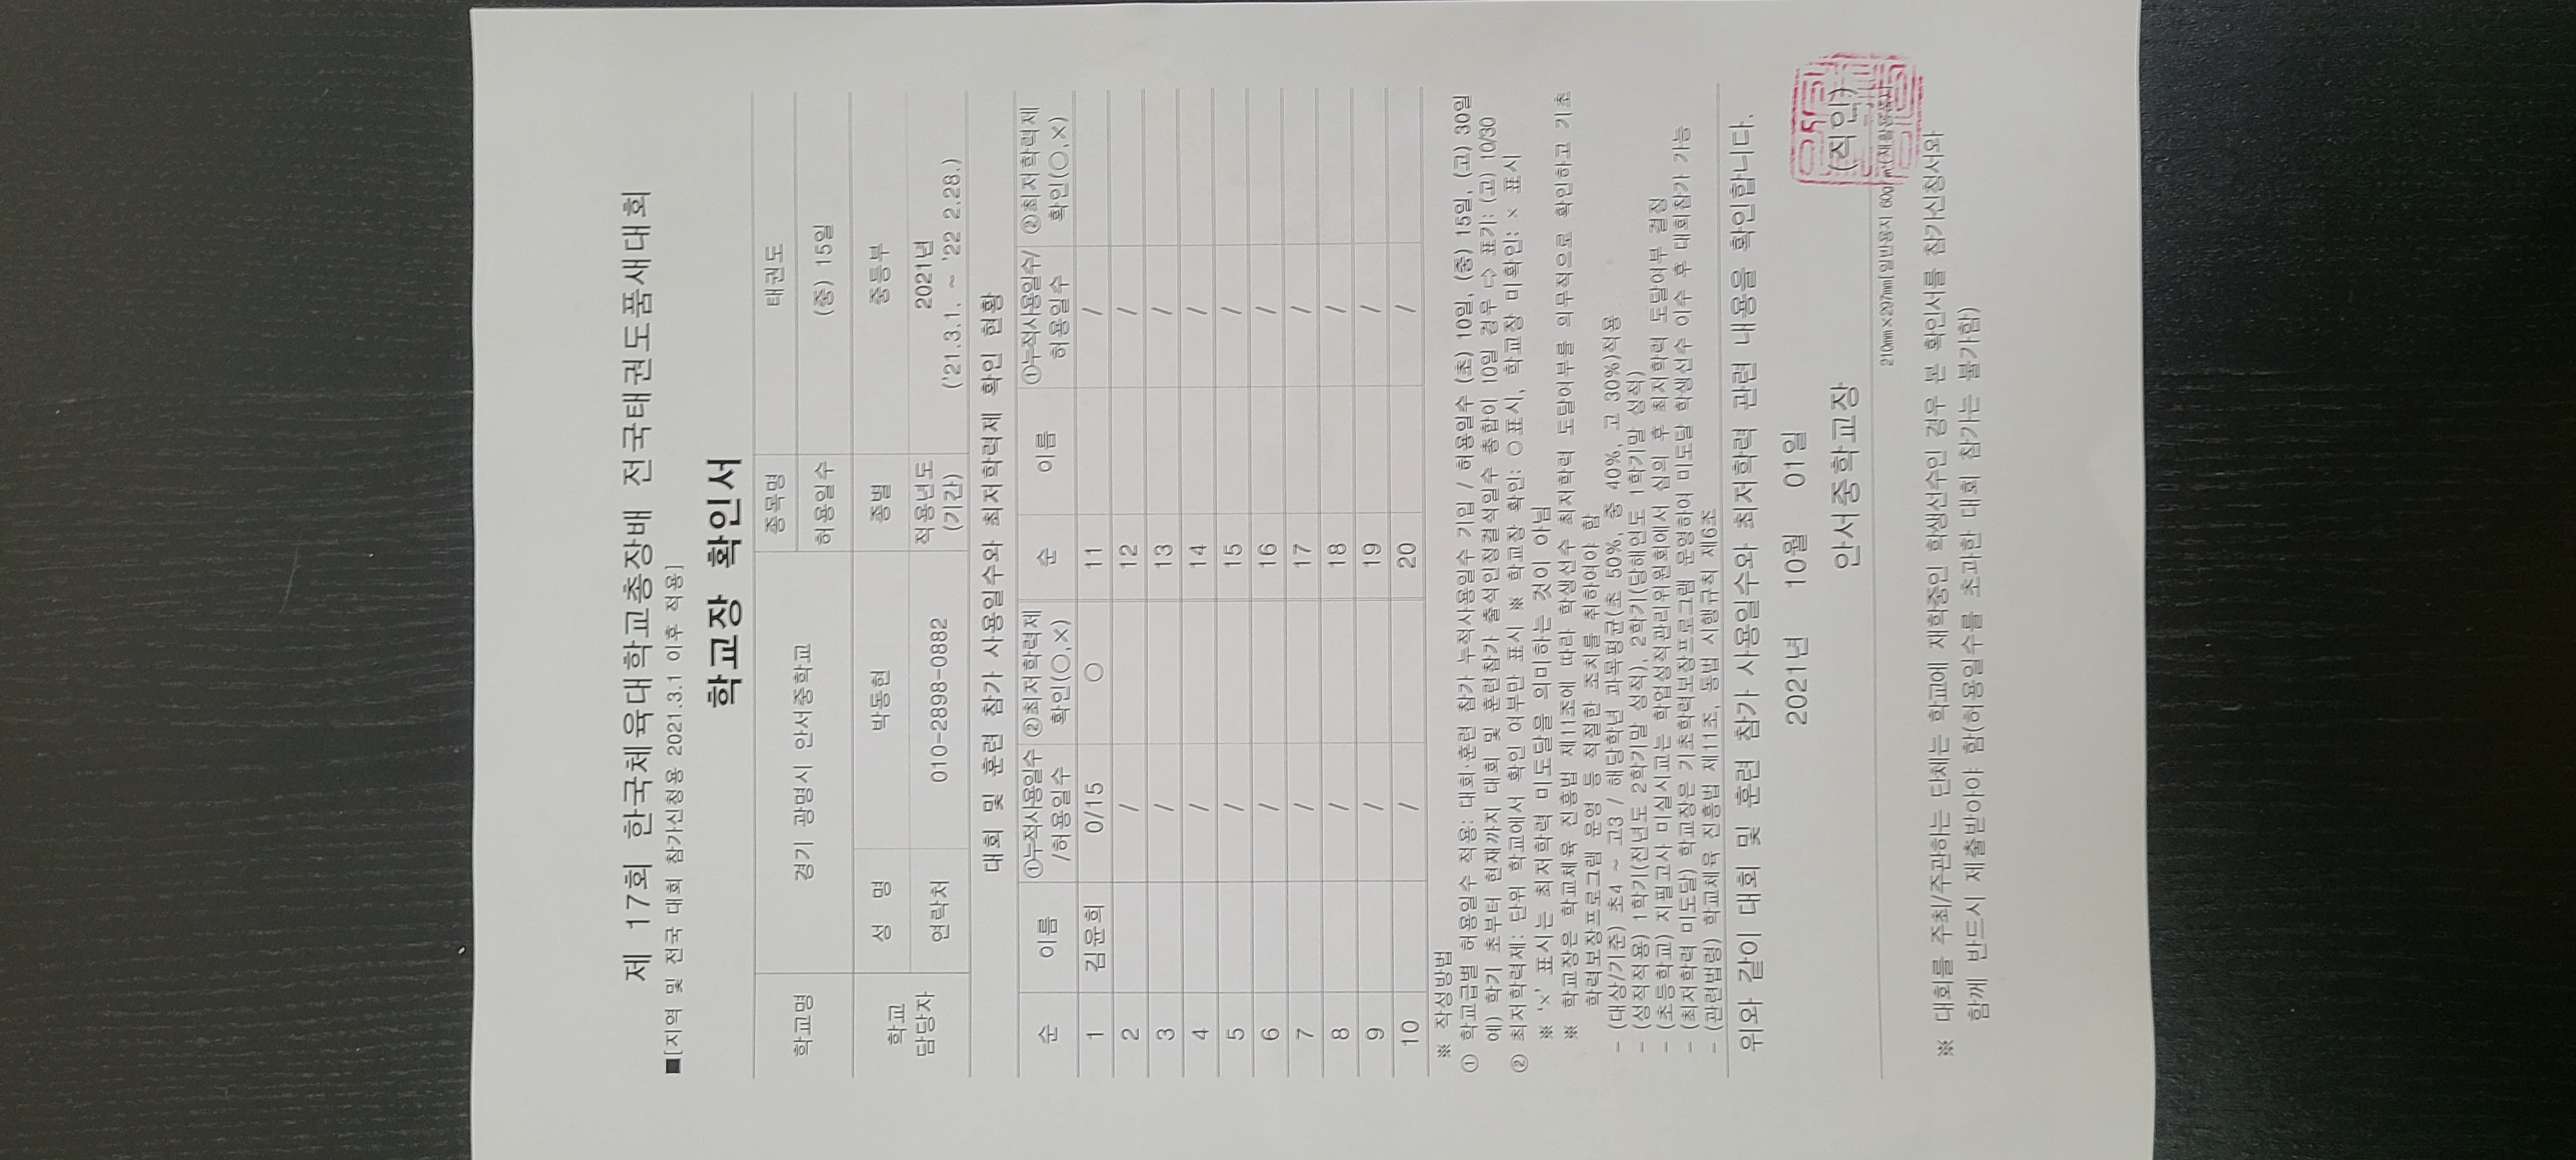 제 17회 한국체육대학교총장배 전국태권도품새대회
■[지역 및 전국 대회 참가신청용 2021.3.1 이후 적용]
학교장 확인서
학교명 경기 광명시 안서중학교 종목명 태권도
허용일수 (중) 15일
학교 담당자 성 명 박동헌 종별 중등부
연락처 010-2898-0882 적용년도 (기간) 2021년 ('21.3.1. ~ '22 2.28.)
대회 및 훈련 참가 사용일수와 최저학력제 확인 현황
순 이름 ①누적사용일수 /허용일수 ②최저학력제 확인(○,×) 순 이름 ①누적사용일수/ 허용일수 ②최저학력제 확인(○,×)
1 김윤희 0/15 ○ 11 /
2 / 12 /
3 / 13 /
4 / 14 /
5 / 15 /
6 / 16 /
7 / 17 /
8 / 18 /
9 / 19 /
10 / 20 /
※ 작성방법
① 학교급별 허용일수 적용: 대회·훈련 참가 누적사용일수 기입 / 허용일수 (초) 10일, (중) 15일, (고) 30일
예) 학기 초부터 현재까지 대회 및 훈련참가 출석인정결석일수 총합이 10일 경우 ⇨ 표기: (고) 10/30
② 최저학력제: 단위 학교에서 확인 여부만 표시 ※ 학교장 확인: ○표시, 학교장 미확인: × 표시
※ '×' 표시는 최저학력 미도달을 의미하는 것이 아님
※ 학교장은 학교체육 진흥법 제11조에 따라 학생선수 최저학력 도달여부를 의무적으로 확인하고 기초
학력보장프로그램 운영 등 적절한 조치를 취하여야 함
- (대상/기준) 초4 ~ 고3 / 해당학년 과목평균(초 50%, 중 40%, 고 30%)적용
- (성적적용) 1학기(전년도 2학기말 성적), 2학기(당해연도 1학기말 성적)
- (초등학교) 지필고사 미실시교는 학업성적관리위원회에서 심의 후 최저학력 도달여부 결정
- (최저학력 미도달) 학교장은 기초학력보장프로그램 운영하여 미도달 학생선수 이수 후 대회참가 가능
- (관련법령) 학교체육 진흥법 제11조, 동법 시행규칙 제6조
위와 같이 대회 및 훈련 참가 사용일수와 최저학력 관련 내용을 확인합니다.
2021년 10월 01일
안서중학교장 (직인)
210㎜×297㎜[일반용지 60g/㎡(재활용품)]
※ 대회를 주최/주관하는 단체는 학교에 재학중인 학생선수인 경우 본 확인서를 참가신청서와
함께 반드시 제출받아야 함(허용일수를 초과한 대회 참가는 불가함)